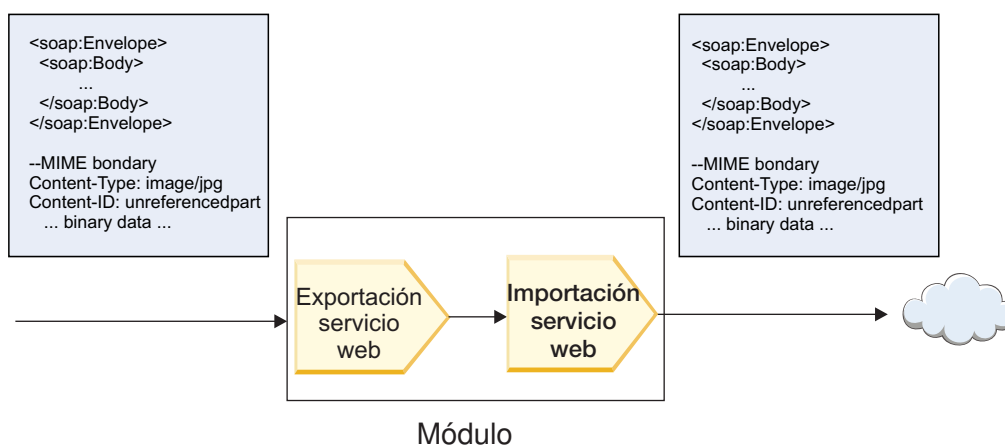 <soap:Envelope>
<soap:Body>
...
</soap:Body>
</soap:Envelope>
--MIME bondary
Content-Type: image/jpg
Content-ID: unreferencedpart
... binary data ...
<soap:Envelope>
<soap:Body>
...
</soap:Body>
</soap:Envelope>
--MIME bondary
Content-Type: image/jpg
Content-ID: unreferencedpart
... binary data ...
Exportación
servicio
web
Importación
servicio
web
Módulo